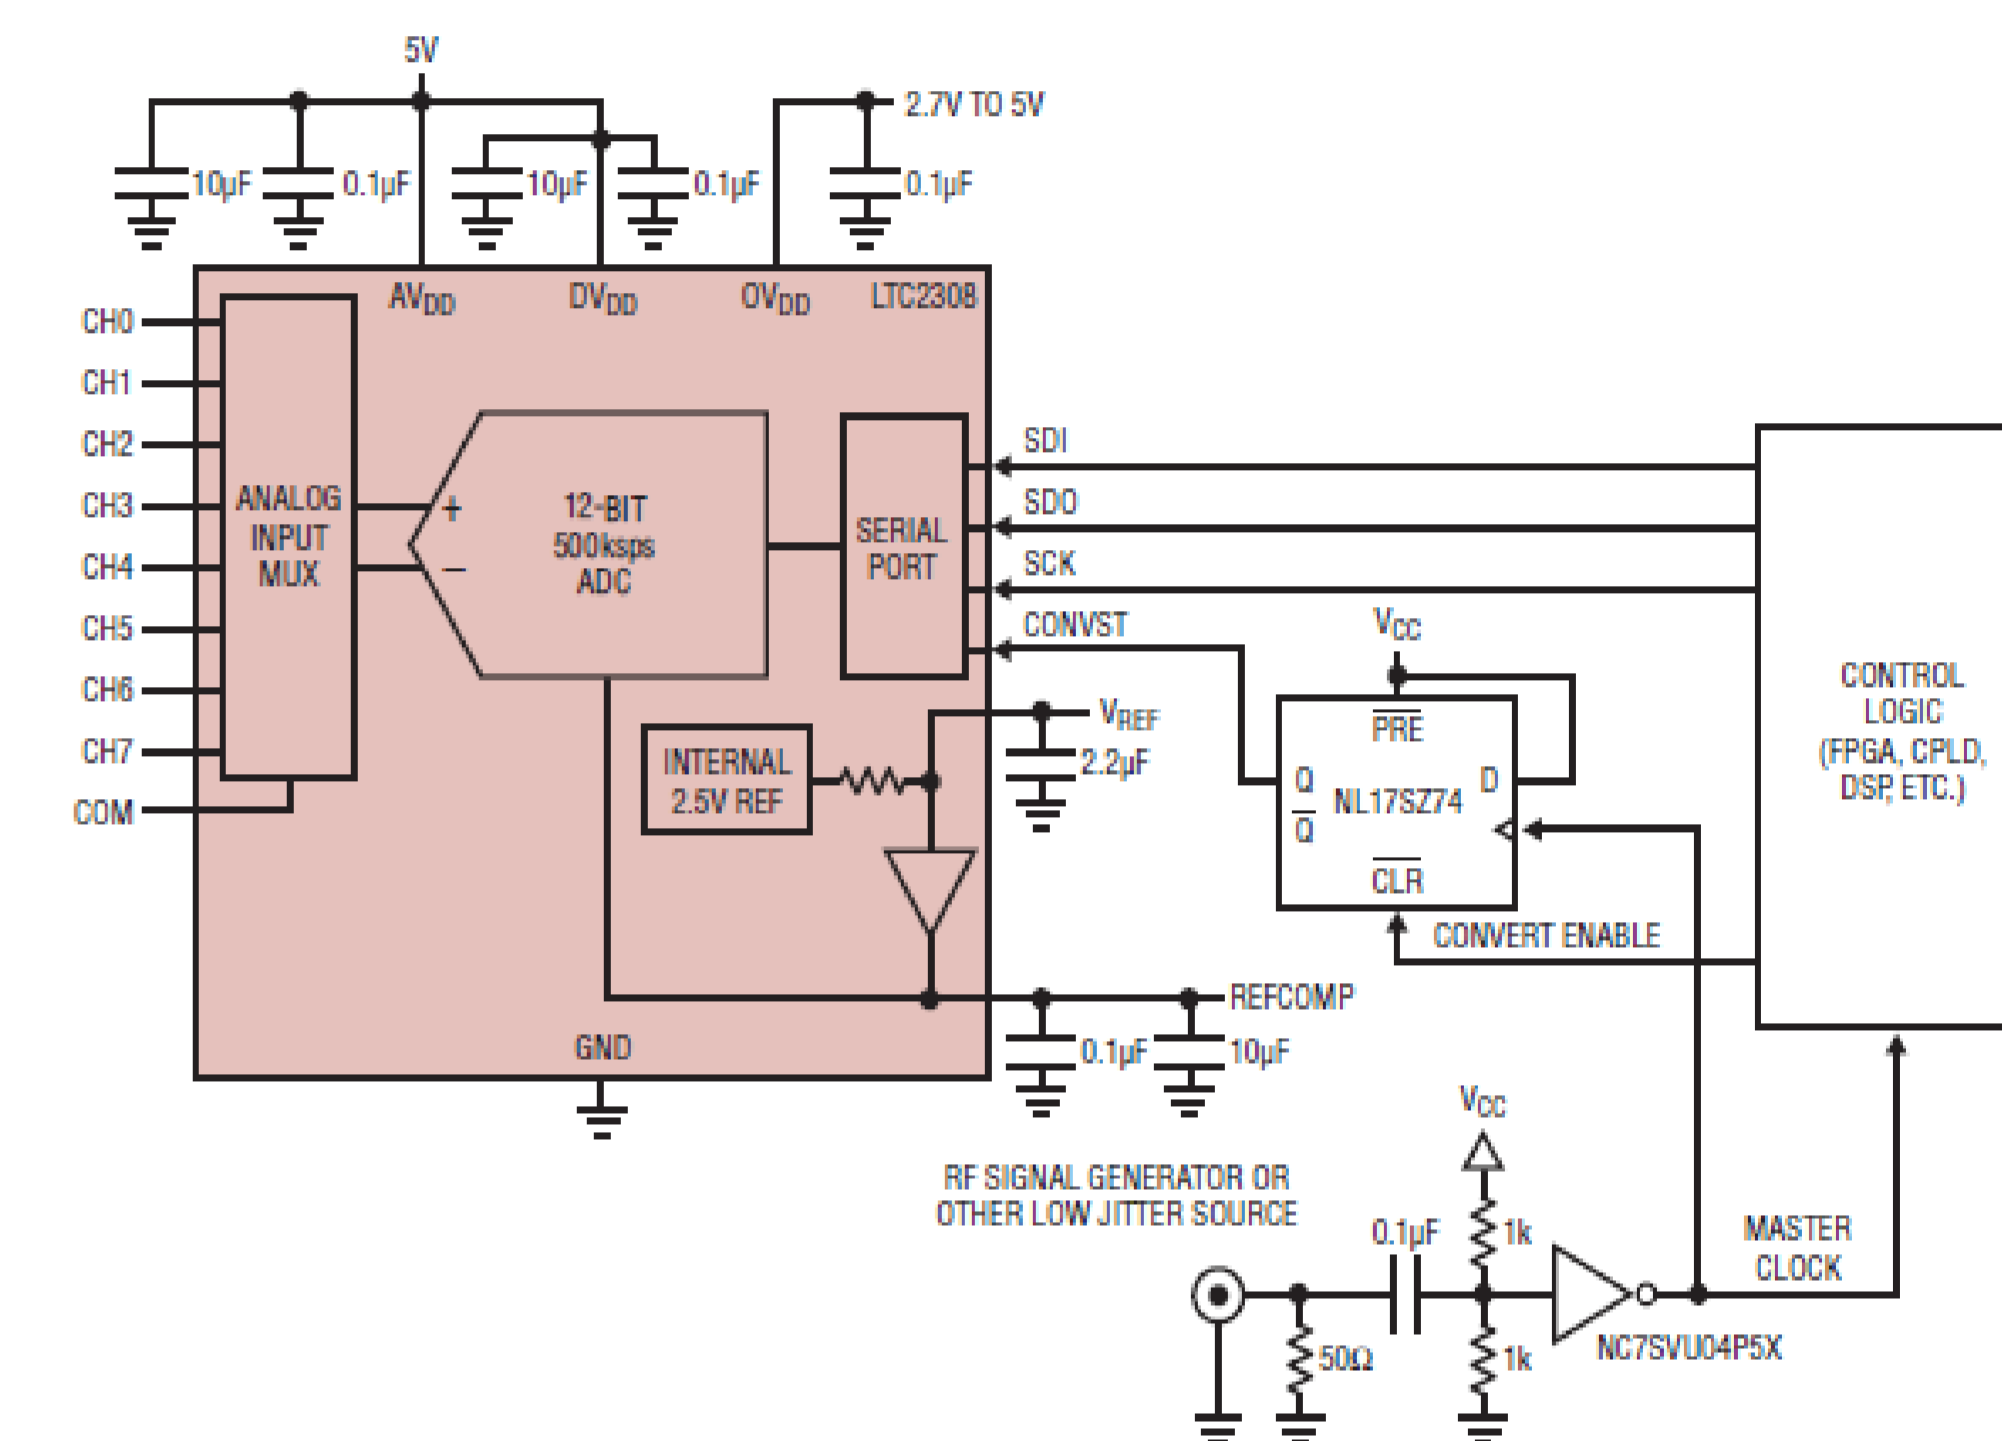 5V
2.7V TO 5V
10µF
0.1µF
10µF
0.1µF
0.1µF
AVDD
DVDD
OVDD
LTC2308
CH0
CH1
CH2
CH3
CH4
CH5
CH6
CH7
COM
ANALOG
INPUT
MUX
+
–
12-BIT
500ksps
ADC
SERIAL
PORT
SDI
SDO
SCK
CONVST
VREF
2.2µF
INTERNAL
2.5V REF
VCC
PRE
Q
D
NL17SZ74
Q
CLR
CONVERT ENABLE
CONTROL
LOGIC
(FPGA, CPLD,
DSP, ETC.)
REFCOMP
0.1µF
10µF
GND
VCC
RF SIGNAL GENERATOR OR
OTHER LOW JITTER SOURCE
0.1µF
1k
MASTER
CLOCK
50Ω
1k
NC7SVU04P5X